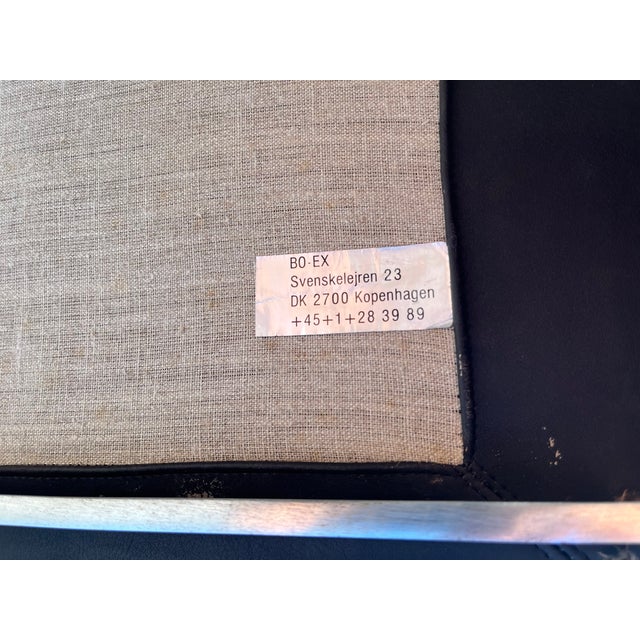 BO-EX
Svenskelejren 23
DK 2700 Kopenhagen
+45+1+28 39 89